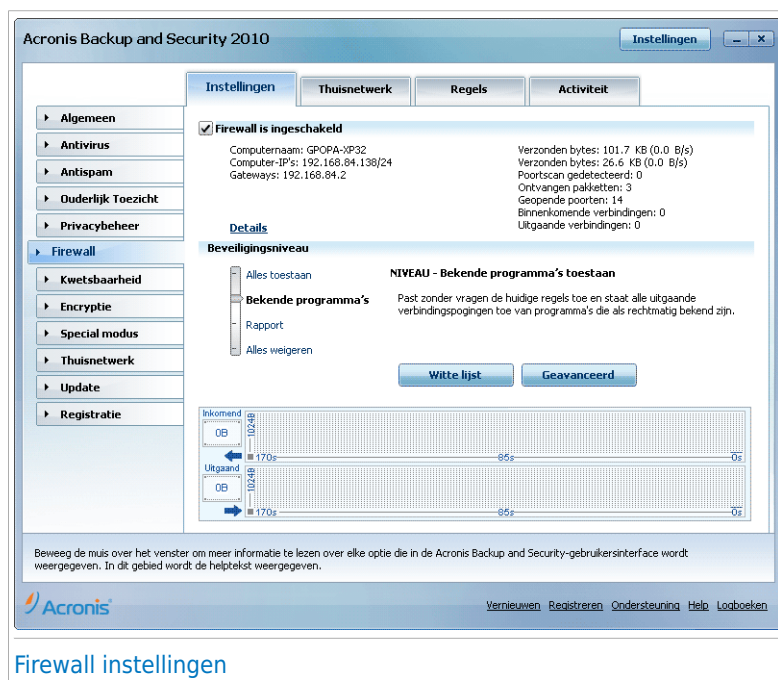 Acronis Backup and Security 2010
Instellingen
Instellingen
Thuisnetwerk
Regels
Activiteit
Algemeen
Antivirus
Antispam
Ouderlijk Toezicht
Privacybeheer
Firewall
Kwetsbaarheid
Encryptie
Special modus
Thuisnetwerk
Update
Registratie
Firewall is ingeschakeld
Computernaam: GPOPA-XP32
Computer-IP's: 192.168.84.138/24
Gateways: 192.168.84.2
Verzonden bytes: 101.7 KB (0.0 B/s)
Verzonden bytes: 26.6 KB (0.0 B/s)
Poortscan gedetecteerd: 0
Ontvangen pakketten: 3
Geopende poorten: 14
Binnenkomende verbindingen: 0
Uitgaande verbindingen: 0
Details
Beveiligingsniveau
Alles toestaan
Bekende programma's
Rapport
Alles weigeren
NIVEAU - Bekende programma's toestaan
Past zonder vragen de huidige regels toe en staat alle uitgaande
verbindingspogingen toe van programma's die als rechtmatig bekend zijn.
Witte lijst
Geavanceerd
Inkomend
0B
1024B
170s
85s
0s
Uitgaand
0B
1024B
170s
85s
0s
Beweeg de muis over het venster om meer informatie te lezen over elke optie die in de Acronis Backup and Security-gebruikersinterface wordt
weergegeven. In dit gebied wordt de helptekst weergegeven.
Acronis
Vernieuwen Registreren Ondersteuning Help Logboeken
Firewall instellingen